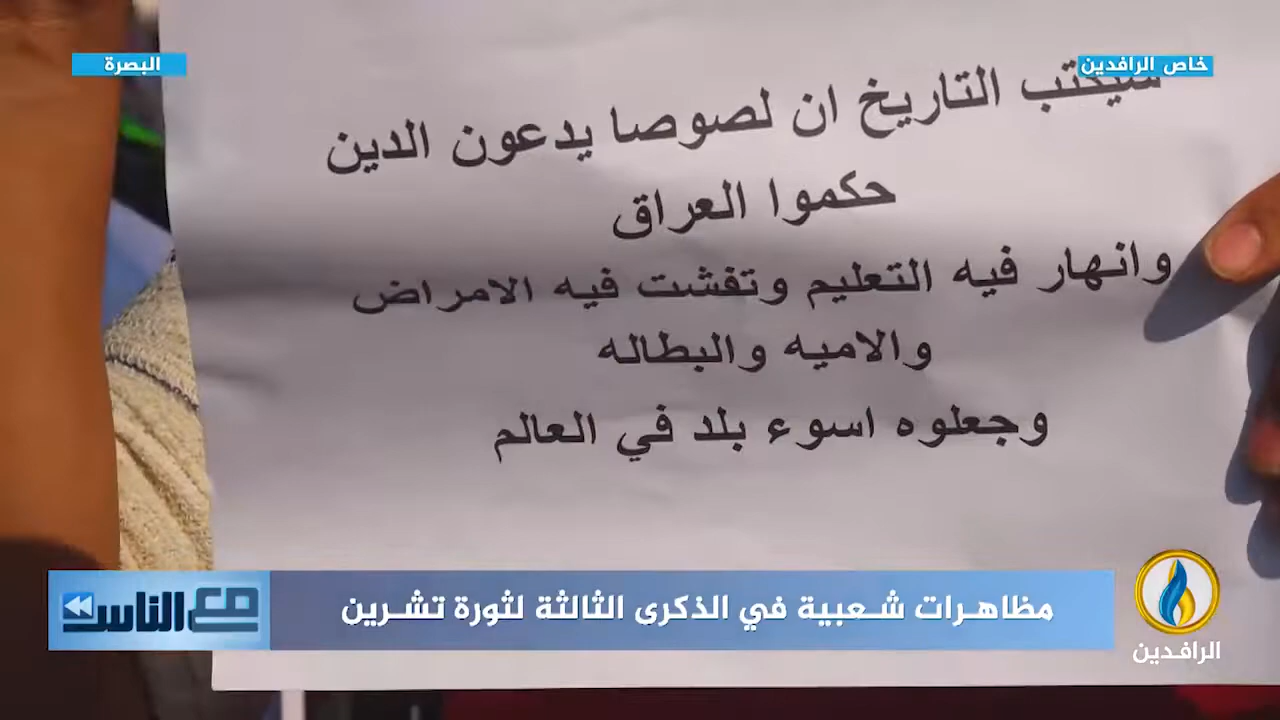 خاص الرافدين
البصرة
سيكتب التاريخ ان لصوصا يدعون الدين
حكموا العراق
وانهار فيه التعليم وتفشت فيه الامراض
والاميه والبطاله
وجعلوه اسوء بلد في العالم
مظاهرات شعبية في الذكرى الثالثة لثورة تشرين
مع الناس
الرافدين